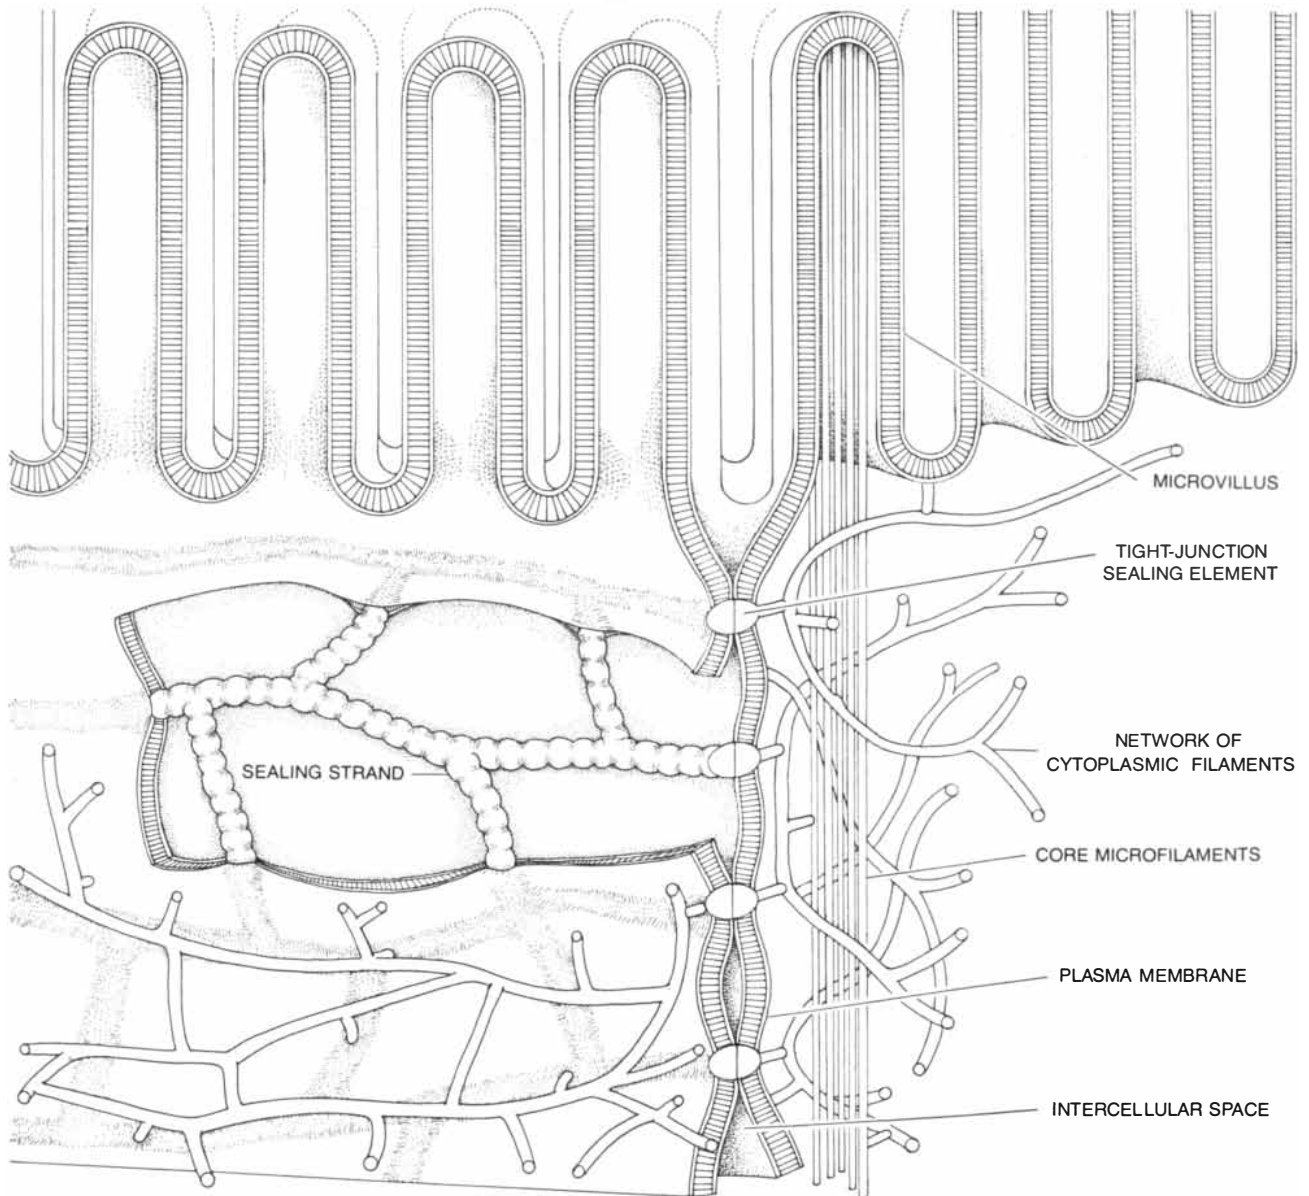 MICROVILLUS
TIGHT-JUNCTION
SEALING ELEMENT
NETWORK OF
CYTOPLASMIC FILAMENTS
SEALING STRAND
CORE MICROFILAMENTS
PLASMA MEMBRANE
INTERCELLULAR SPACE